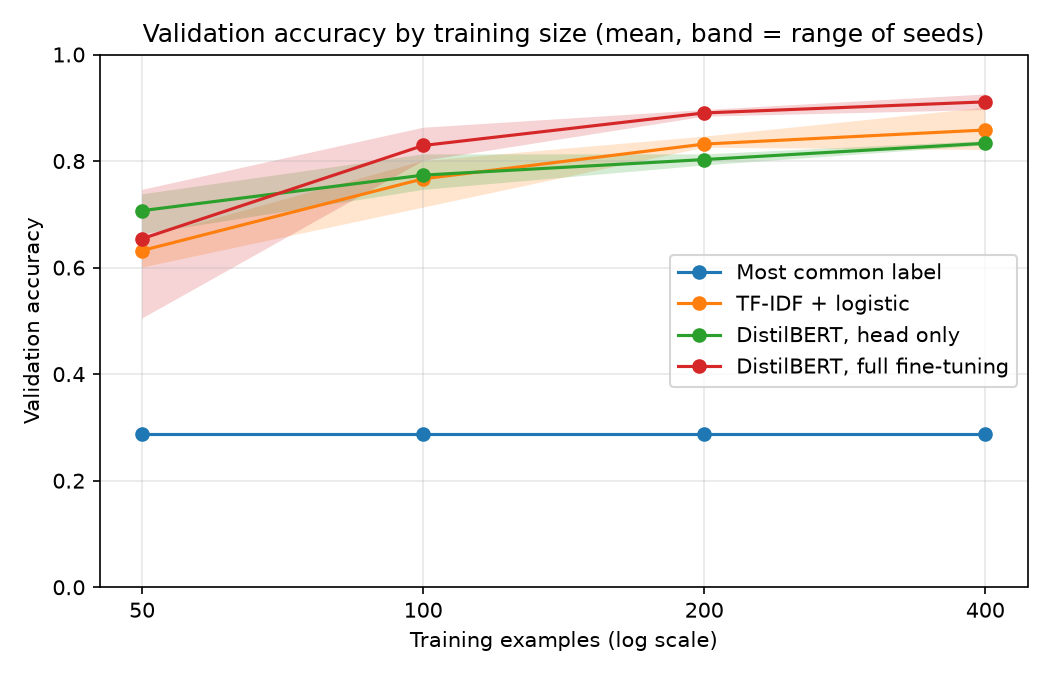 Validation accuracy by training size (mean, band = range of seeds)
1.0
0.8
0.6
0.4
0.2
0.0
Validation accuracy
Most common label
TF-IDF + logistic
DistilBERT, head only
DistilBERT, full fine-tuning
50 100 200 400
Training examples (log scale)